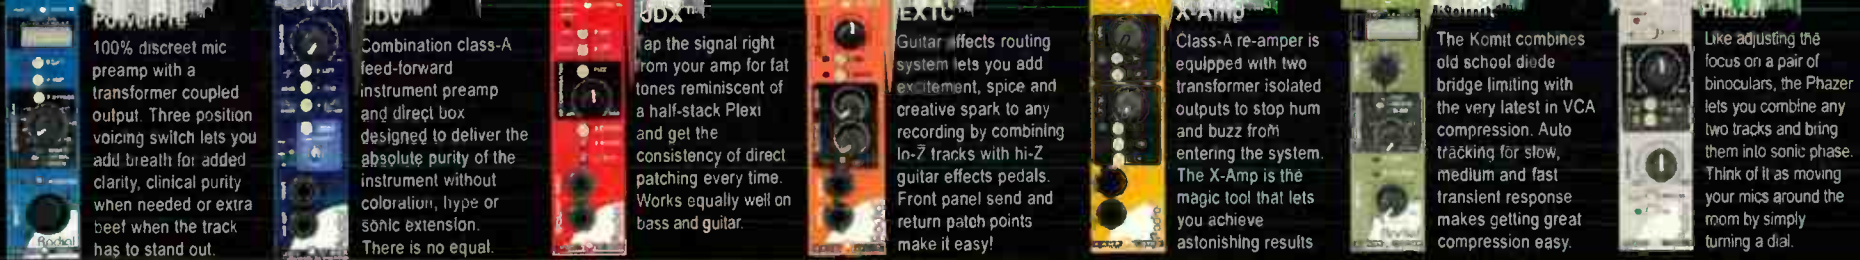 PowerPre
100% discreet mic
preamp with a
transformer coupled
output. Three position
voicing switch lets you
add breath for added
clarity, clinical purity
when needed or extra
beef when the track
has to stand out.
Radial
JDV™
Combination class-A
feed-forward
instrument preamp
and direct box
designed to deliver the
absolute purity of the
instrument without
coloration, hype or
sonic extension.
There is no equal.
JDX™
Tap the signal right
from your amp for fat
tones reminiscent of
a half-stack Plexi
and get the
consistency of direct
patching every time.
Works equally well on
bass and guitar.
EXTC™
Guitar effects routing
system lets you add
excitement, spice and
creative spark to any
recording by combining
lo-Z tracks with hi-Z
guitar effects pedals.
Front panel send and
return patch points
make it easy!
X-Amp
Class-A re-amper is
equipped with two
transformer isolated
outputs to stop hum
and buzz from
entering the system.
The X-Amp is the
magic tool that lets
you achieve
astonishing results
The Komit combines
old school diode
bridge limiting with
the very latest in VCA
compression. Auto
tracking for slow,
medium and fast
transient response
makes getting great
compression easy.
Phazer
Like adjusting the
focus on a pair of
binoculars, the Phazer
lets you combine any
two tracks and bring
them into sonic phase.
Think of it as moving
your mics around the
room by simply
turning a dial.